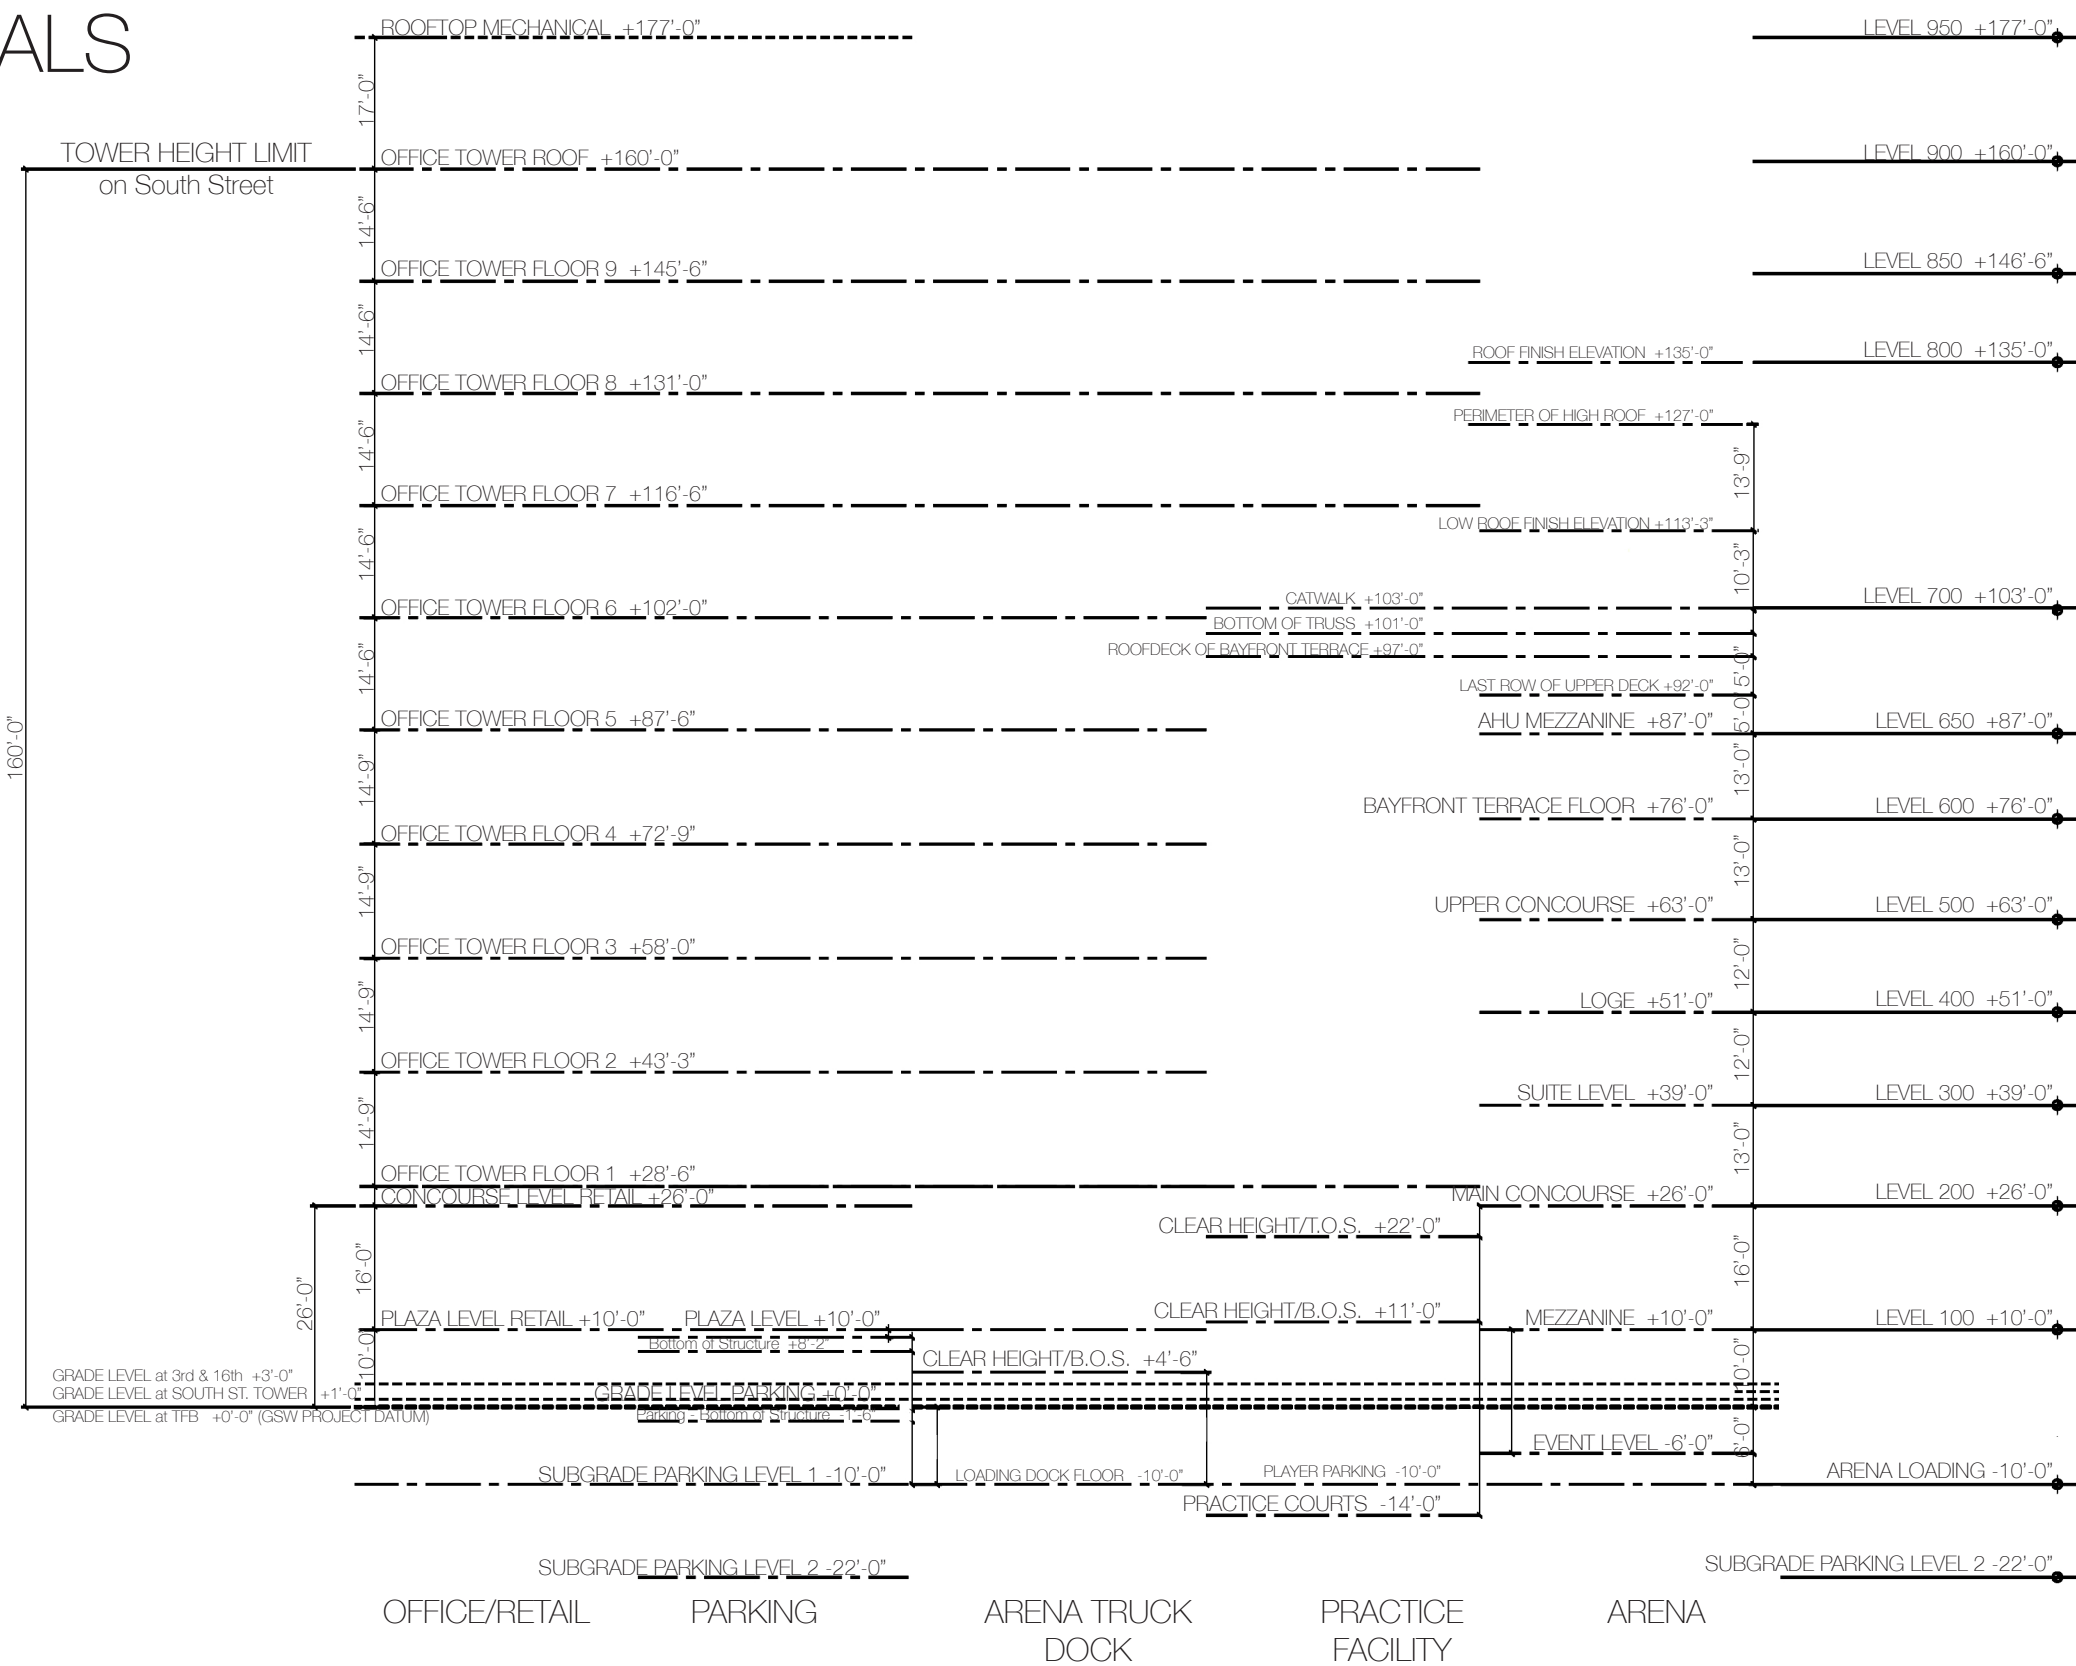 ALS
ROOFTOP MECHANICAL +177'-0"
LEVEL 950 +177'-0"
17'-0"
TOWER HEIGHT LIMIT
on South Street
OFFICE TOWER ROOF +160'-0"
LEVEL 900 +160'-0"
14'-6"
OFFICE TOWER FLOOR 9 +145'-6"
LEVEL 850 +146'-6"
14'-6"
ROOF FINISH ELEVATION +135'-0"
LEVEL 800 +135'-0"
OFFICE TOWER FLOOR 8 +131'-0"
PERIMETER OF HIGH ROOF +127'-0"
14'-6"
13'-9"
OFFICE TOWER FLOOR 7 +116'-6"
LOW ROOF FINISH ELEVATION +113'-3"
14'-6"
10'-3"
OFFICE TOWER FLOOR 6 +102'-0"
CATWALK +103'-0"
LEVEL 700 +103'-0"
BOTTOM OF TRUSS +101'-0"
ROOFDECK OF BAYFRONT TERRACE +97'-0"
14'-6"
5'-0"
LAST ROW OF UPPER DECK +92'-0"
5'-0"
OFFICE TOWER FLOOR 5 +87'-6"
AHU MEZZANINE +87'-0"
LEVEL 650 +87'-0"
160'-0"
14'-9"
13'-0"
BAYFRONT TERRACE FLOOR +76'-0"
LEVEL 600 +76'-0"
OFFICE TOWER FLOOR 4 +72'-9"
14'-9"
13'-0"
UPPER CONCOURSE +63'-0"
LEVEL 500 +63'-0"
OFFICE TOWER FLOOR 3 +58'-0"
14'-9"
12'-0"
LOGE +51'-0"
LEVEL 400 +51'-0"
OFFICE TOWER FLOOR 2 +43'-3"
12'-0"
SUITE LEVEL +39'-0"
LEVEL 300 +39'-0"
14'-9"
13'-0"
OFFICE TOWER FLOOR 1 +28'-6"
CONCOURSE LEVEL RETAIL +26'-0"
MAIN CONCOURSE +26'-0"
LEVEL 200 +26'-0"
CLEAR HEIGHT/T.O.S. +22'-0"
26'-0"
16'-0"
16'-0"
PLAZA LEVEL RETAIL +10'-0"
PLAZA LEVEL +10'-0"
CLEAR HEIGHT/B.O.S. +11'-0"
MEZZANINE +10'-0"
LEVEL 100 +10'-0"
Bottom of Structure +8'-2"
10'-0"
CLEAR HEIGHT/B.O.S. +4'-6"
10'-0"
GRADE LEVEL at 3rd & 16th +3'-0"
GRADE LEVEL at SOUTH ST. TOWER +1'-0"
GRADE LEVEL PARKING +0'-0"
GRADE LEVEL at TFB +0'-0" (GSW PROJECT DATUM)
Parking - Bottom of Structure -1'-6"
6'-0"
EVENT LEVEL -6'-0"
SUBGRADE PARKING LEVEL 1 -10'-0"
LOADING DOCK FLOOR -10'-0"
PLAYER PARKING -10'-0"
ARENA LOADING -10'-0"
PRACTICE COURTS -14'-0"
SUBGRADE PARKING LEVEL 2 -22'-0"
SUBGRADE PARKING LEVEL 2 -22'-0"
OFFICE/RETAIL
PARKING
ARENA TRUCK
DOCK
PRACTICE
FACILITY
ARENA